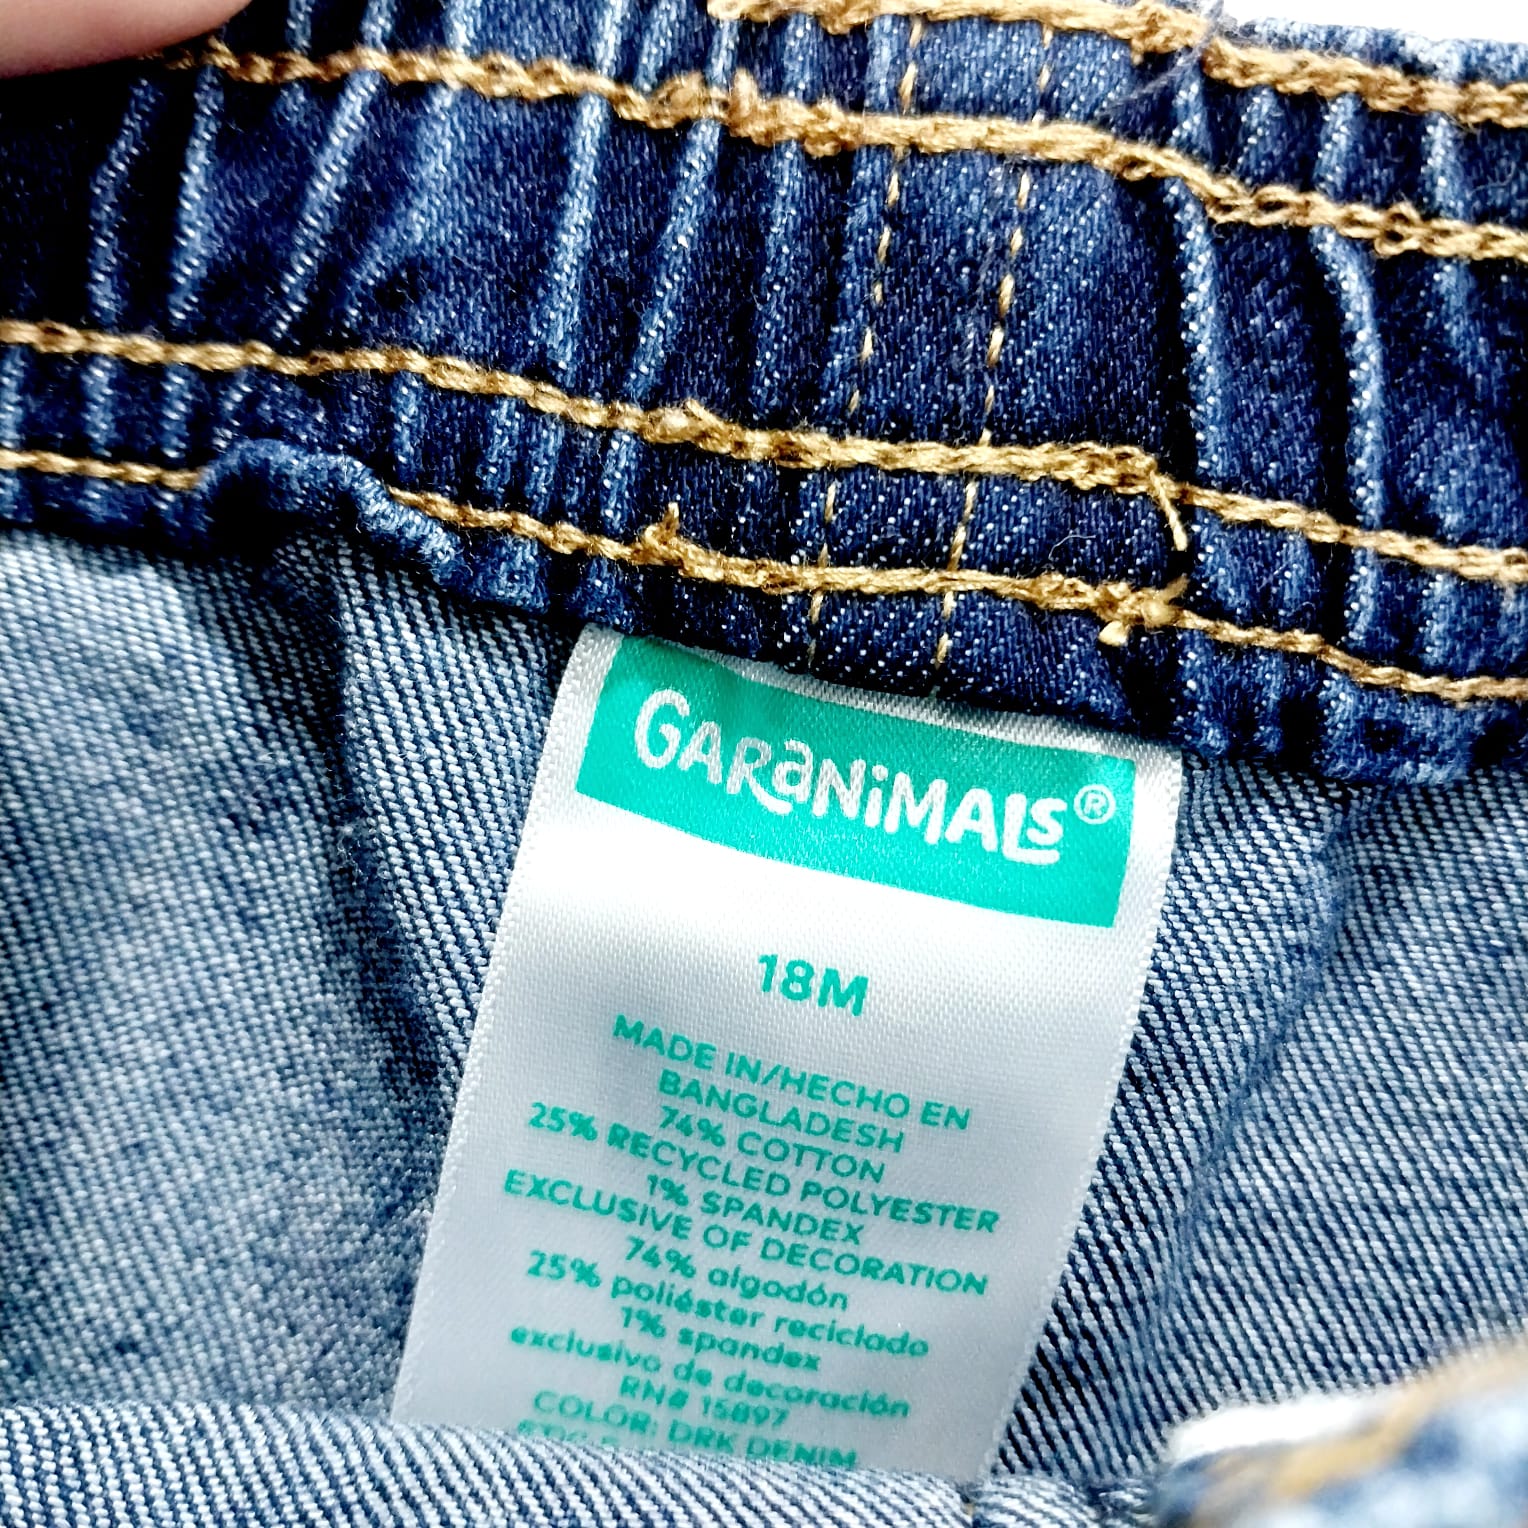 GARaNiMALS®
18M
MADE IN/HECHO EN
BANGLADESH
74% COTTON
25% RECYCLED POLYESTER
1% SPANDEX
EXCLUSIVE OF DECORATION
74% algodón
25% poliéster reciclado
1% spandex
exclusivo de decoración
RN# 15897
COLOR: DRK DENIM